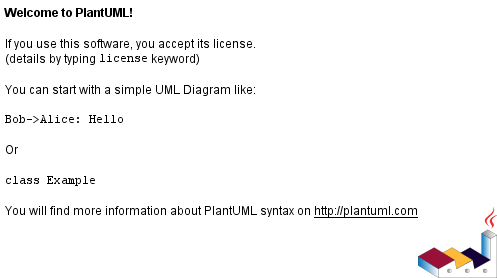 Welcome to PlantUML!
If you use this software, you accept its license.
(details by typing license keyword)
You can start with a simple UML Diagram like:
Bob->Alice: Hello
Or
class Example
You will find more information about PlantUML syntax on http://plantuml.com